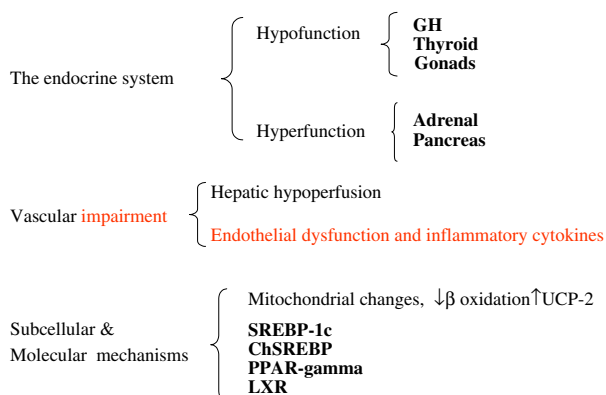 Hypofunction
GH
Thyroid
Gonads
The endocrine system
Hyperfunction
Adrenal
Pancreas
Hepatic hypoperfusion
Vascular impairment
Endothelial dysfunction and inflammatory cytokines
Mitochondrial changes, ↓β oxidation↑UCP-2
Subcellular &
Molecular mechanisms
SREBP-1c
ChSREBP
PPAR-gamma
LXR